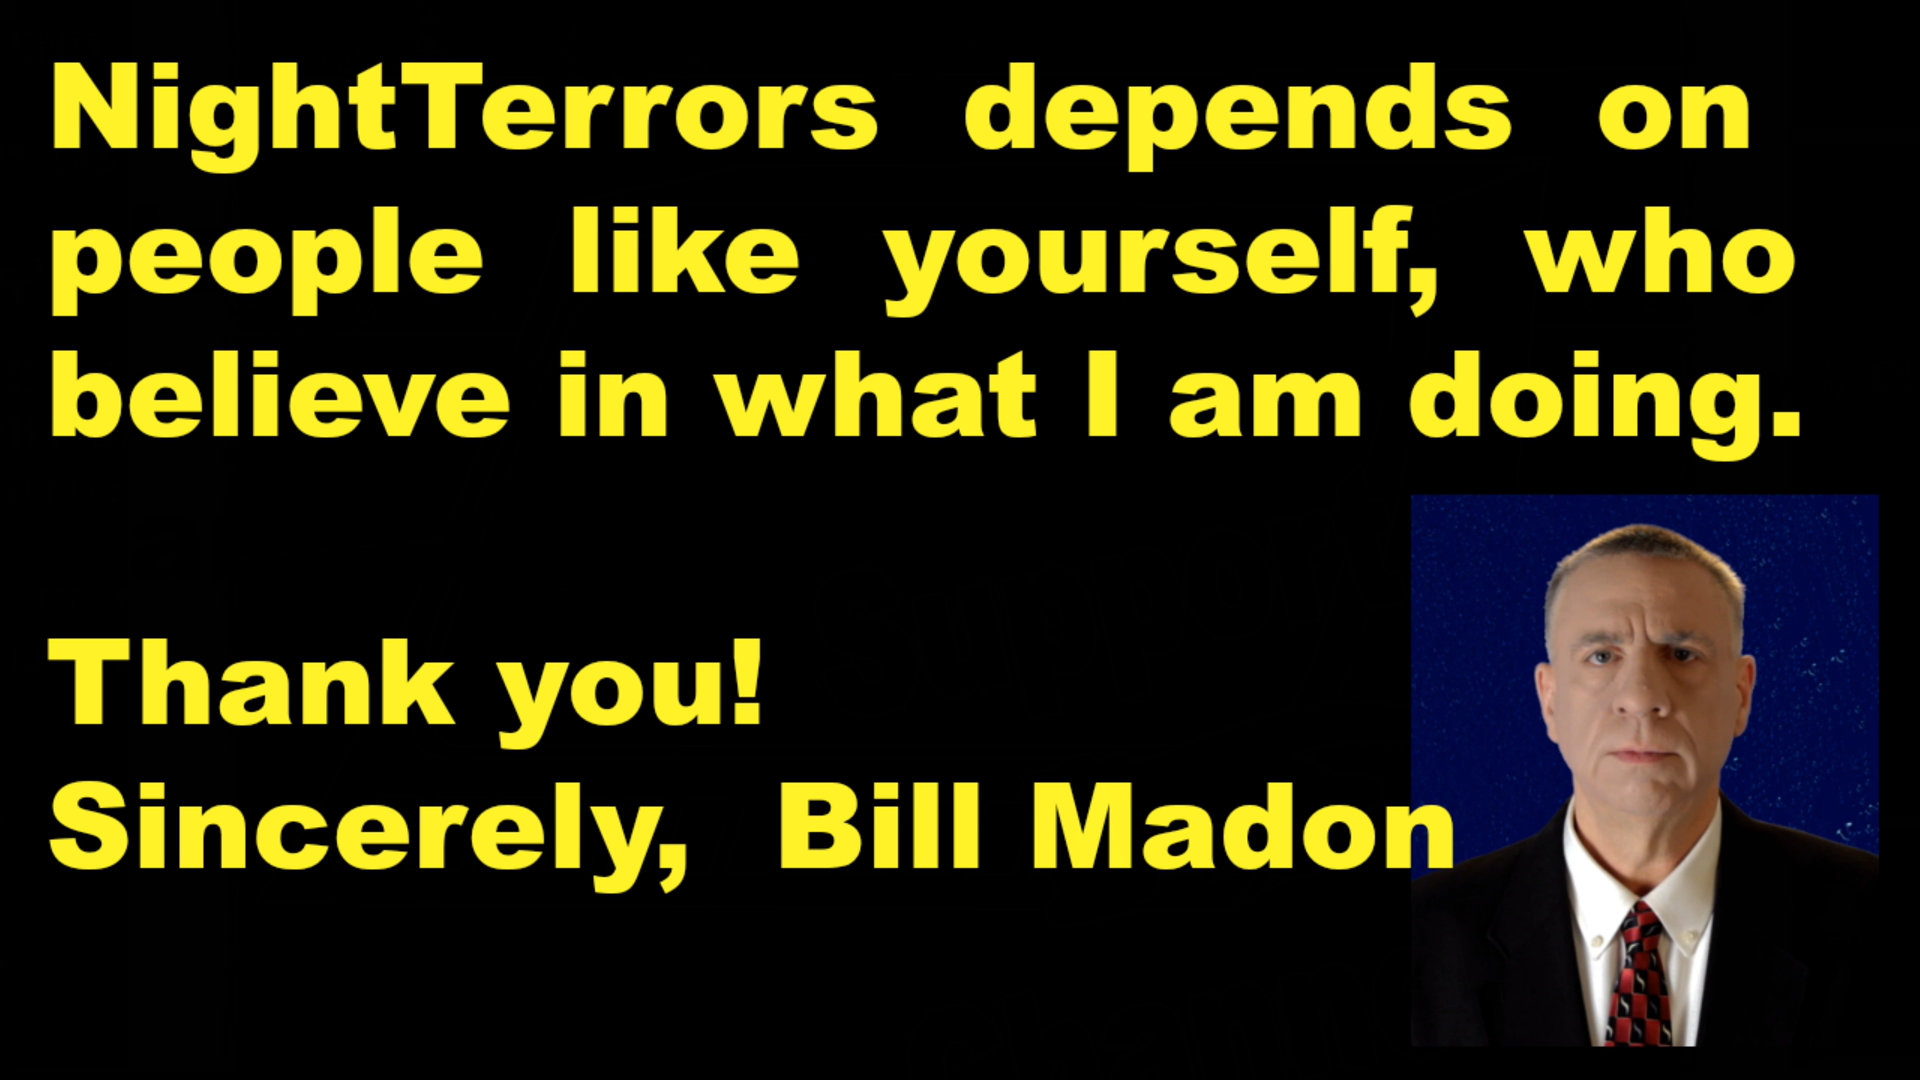 NightTerrors depends on
people like yourself, who
believe in what I am doing.
Thank you!
Sincerely, Bill Madon